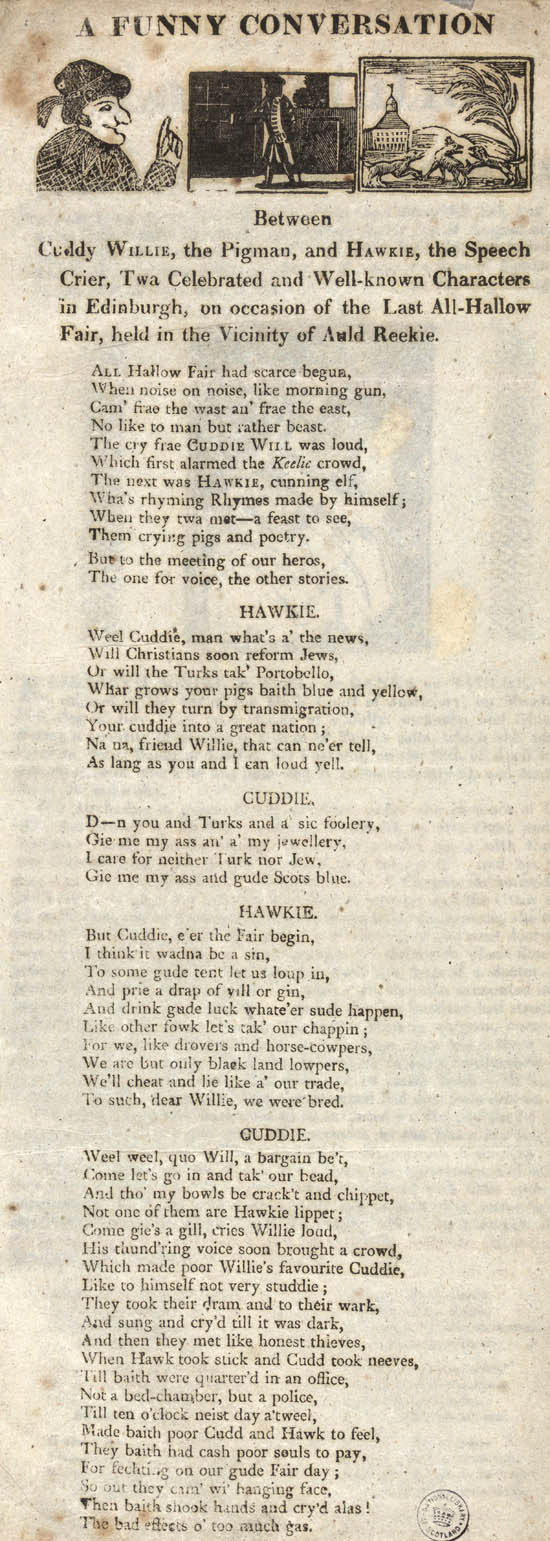 A FUNNY CONVERSATION
Between
Cuddy WILLIE, the Pigman, and HAWKIE, the Speech
Crier, Twa Celebrated and Well-known Characters
in Edinburgh, on occasion of the Last All-Hallow
Fair, held in the Vicinity of Auld Reekie.
ALL Hallow Fair had scarce begun,
When noise on noise, like morning gun,
Cam' frae the wast an' frae the east,
No like to man but rather beast.
The cry frae CUDDIE WILL was loud,
Which first alarmed the Keelie crowd,
The next was HAWKIE, cunning elf,
Wha's rhyming Rhymes made by himself;
When they twa met—a feast to see,
Them crying pigs and poetry.
But to the meeting of our heros,
The one for voice, the other stories.
HAWKIE.
Weel Cuddie, man what's a' the news,
Will Christians soon reform Jews,
Or will the Turks tak' Portobello,
Whar grows your pigs baith blue and yellow,
Or will they turn by transmigration,
Your cuddie into a great nation;
Na na, friend Willie, that can ne'er tell,
As lang as you and I can loud yell.
CUDDIE.
D—n you and Turks and a' sic foolery,
Gie me my ass an' a' my jewellery,
I care for neither Turk nor Jew,
Gie me my ass and gude Scots blue.
HAWKIE.
But Cuddie, e'er the Fair begin,
I think it wadna be a sin,
To some gude tent let us loup in,
And prie a drap of yill or gin,
And drink gude luck whate'er sude happen,
Like other fowk let's tak' our chappin;
For we, like drovers and horse-cowpers,
We are but only black land lowpers,
We'll cheat and lie like a' our trade,
To such, dear Willie, we were bred.
CUDDIE.
Weel weel, quo Will, a bargain be't,
Come let's go in and tak' our bead,
And tho' my bowls be crack't and chippet,
Not one of them are Hawkie lippet;
Come gie's a gill, cries Willie loud,
His thund'ring voice soon brought a crowd,
Which made poor Willie's favourite Cuddie,
Like to himself not very studdie;
They took their dram and to their wark,
And sung and cry'd till it was dark,
And then they met like honest thieves,
When Hawk took stick and Cudd took neeves,
Till baith were quarter'd in an office,
Not a bed-chamber, but a police,
Till ten o'clock neist day a'tweel,
Made baith poor Cudd and Hawk to feel,
They baith had cash poor souls to pay,
For fechting on our gude Fair day;
So out they cam' wi' hanging face,
Then baith shook hands and cry'd alas!
The bad effects o' too much gas.
NATIONAL LIBRARY
SCOTLAND